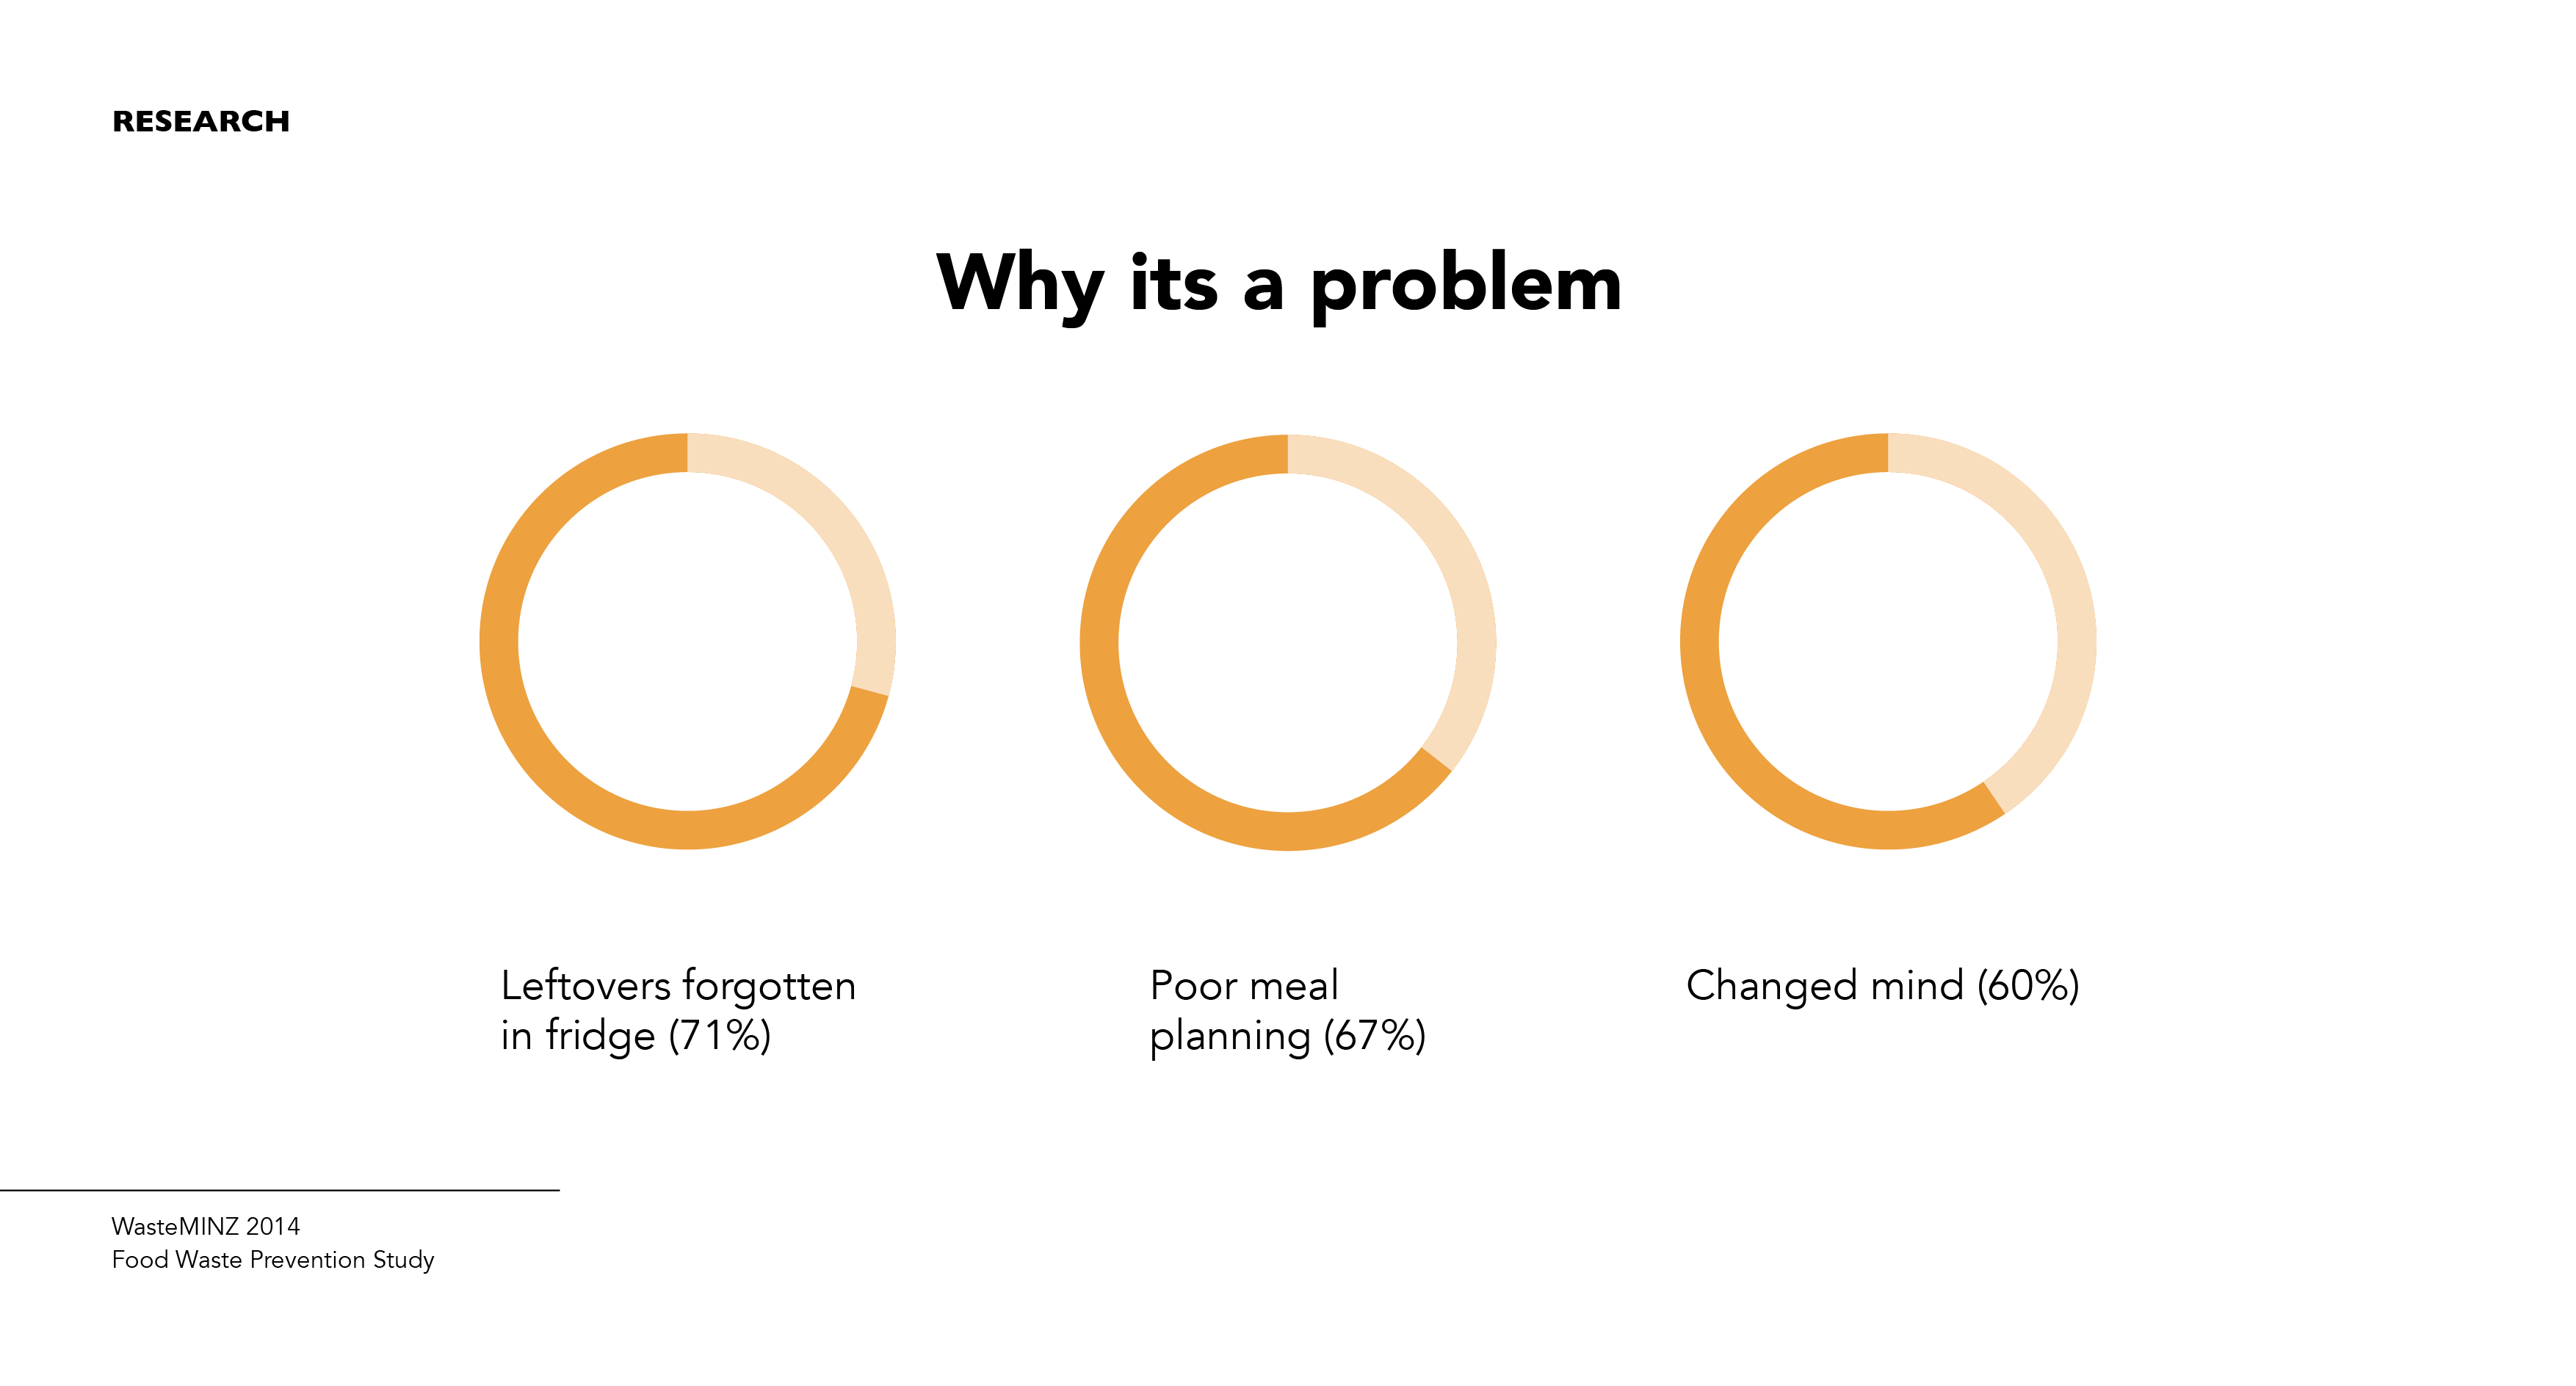 RESEARCH
Why its a problem
Leftovers forgotten
in fridge (71%)
Poor meal
planning (67%)
Changed mind (60%)
WasteMINZ 2014
Food Waste Prevention Study